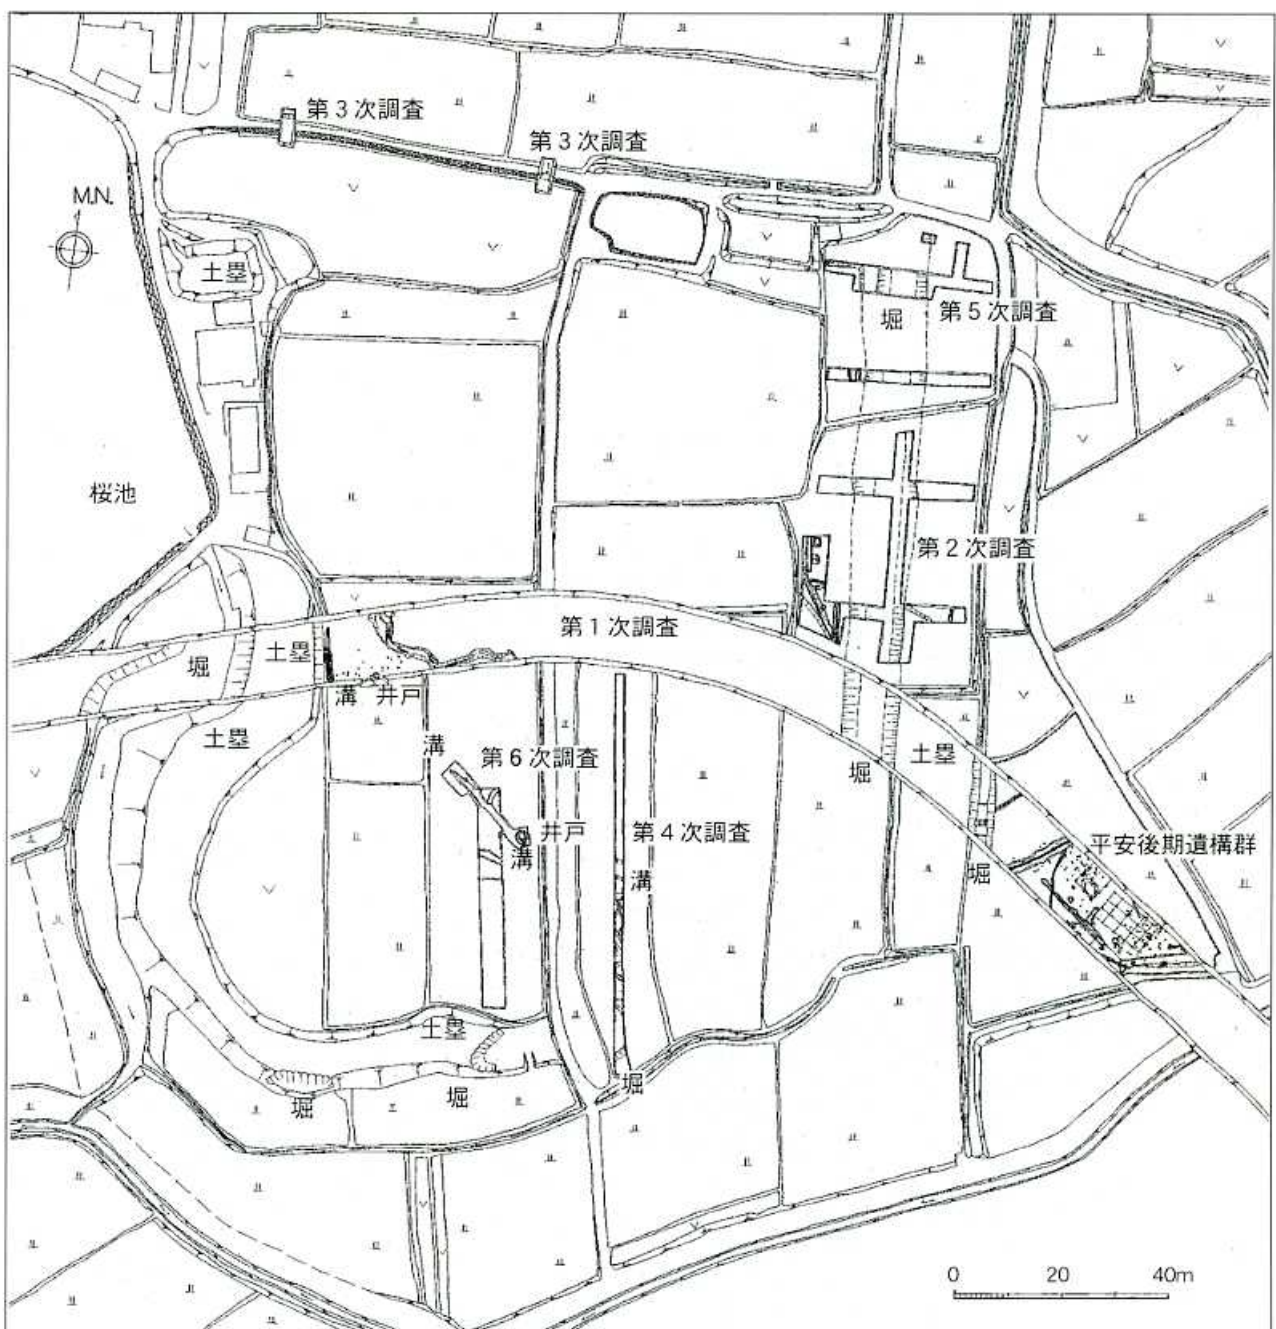 第3次調査
第3次調査
M.N.
土塁
堀
第5次調査
桜池
第2次調査
第1次調査
堀
土塁
溝
井戸
土塁
溝
第6次調査
堀
土塁
井戸
第4次調査
溝
溝
堀
平安後期遺構群
土塁
堀
堀
堀
0 20 40m